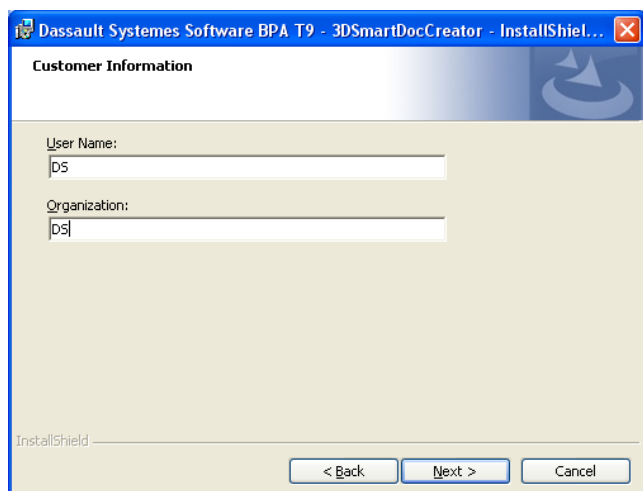 Dassault Systemes Software BPA T9 - 3DSmartDocCreator - InstallShiel...
Customer Information
User Name:
DS
Organization:
DS
InstallShield
< Back Next > Cancel